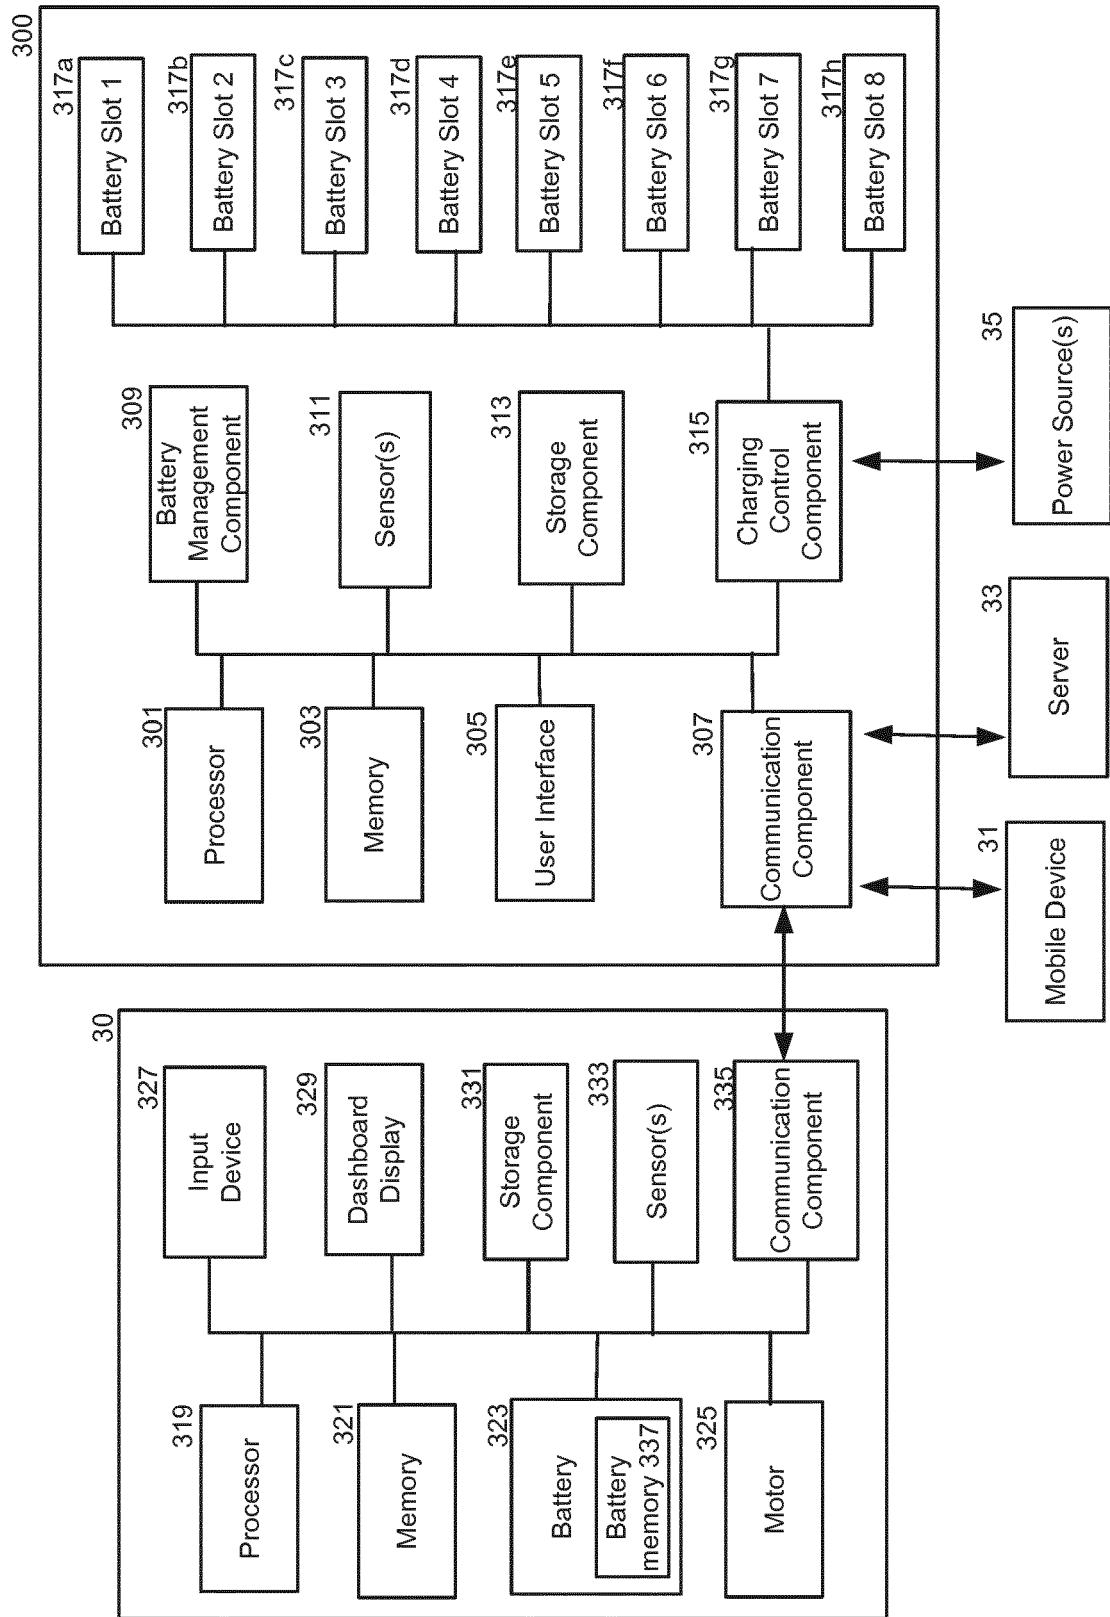 30
319
Processor
321
Memory
323
Battery
Battery
memory 337
325
Motor
327
Input
Device
329
Dashboard
Display
331
Storage
Component
333
Sensor(s)
335
Communication
Component
300
301
Processor
303
Memory
305
User Interface
307
Communication
Component
309
Battery
Management
Component
311
Sensor(s)
313
Storage
Component
315
Charging
Control
Component
317a
Battery Slot 1
317b
Battery Slot 2
317c
Battery Slot 3
317d
Battery Slot 4
317e
Battery Slot 5
317f
Battery Slot 6
317g
Battery Slot 7
317h
Battery Slot 8
31
Mobile Device
33
Server
35
Power Source(s)